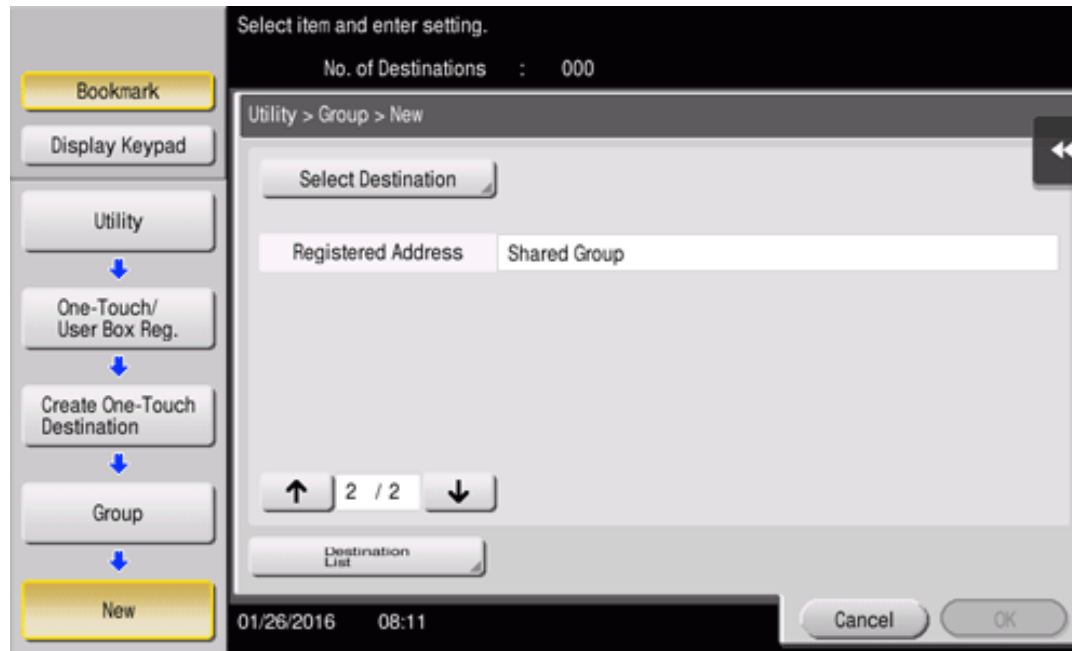 Select item and enter setting.
No. of Destinations : 000
Bookmark
Display Keypad
Utility
One-Touch/
User Box Reg.
Create One-Touch
Destination
Group
New
Utility > Group > New
Select Destination
Registered Address Shared Group
2 / 2
Destination
List
01/26/2016 08:11
Cancel
OK